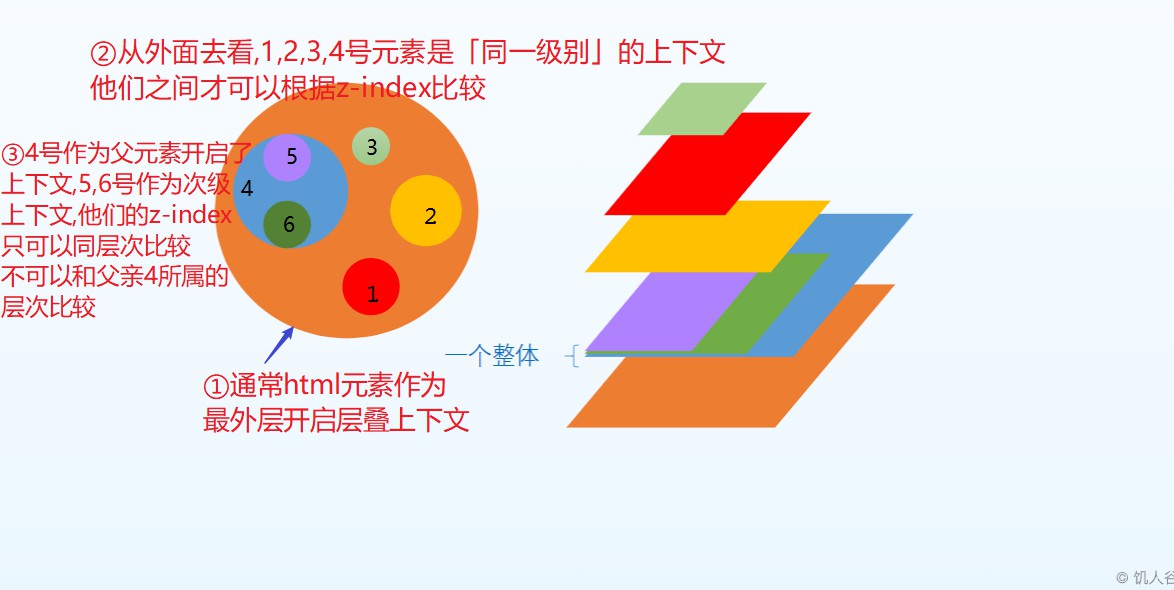 ②从外面去看,1,2,3,4号元素是「同一级别」的上下文
他们之间才可以根据z-index比较
③4号作为父元素开启了
上下文,5,6号作为次级
上下文,他们的z-index
只可以同层次比较
不可以和父亲4所属的
层次比较
5
3
4
6
2
1
一个整体
①通常html元素作为
最外层开启层叠上下文
© 饥人谷